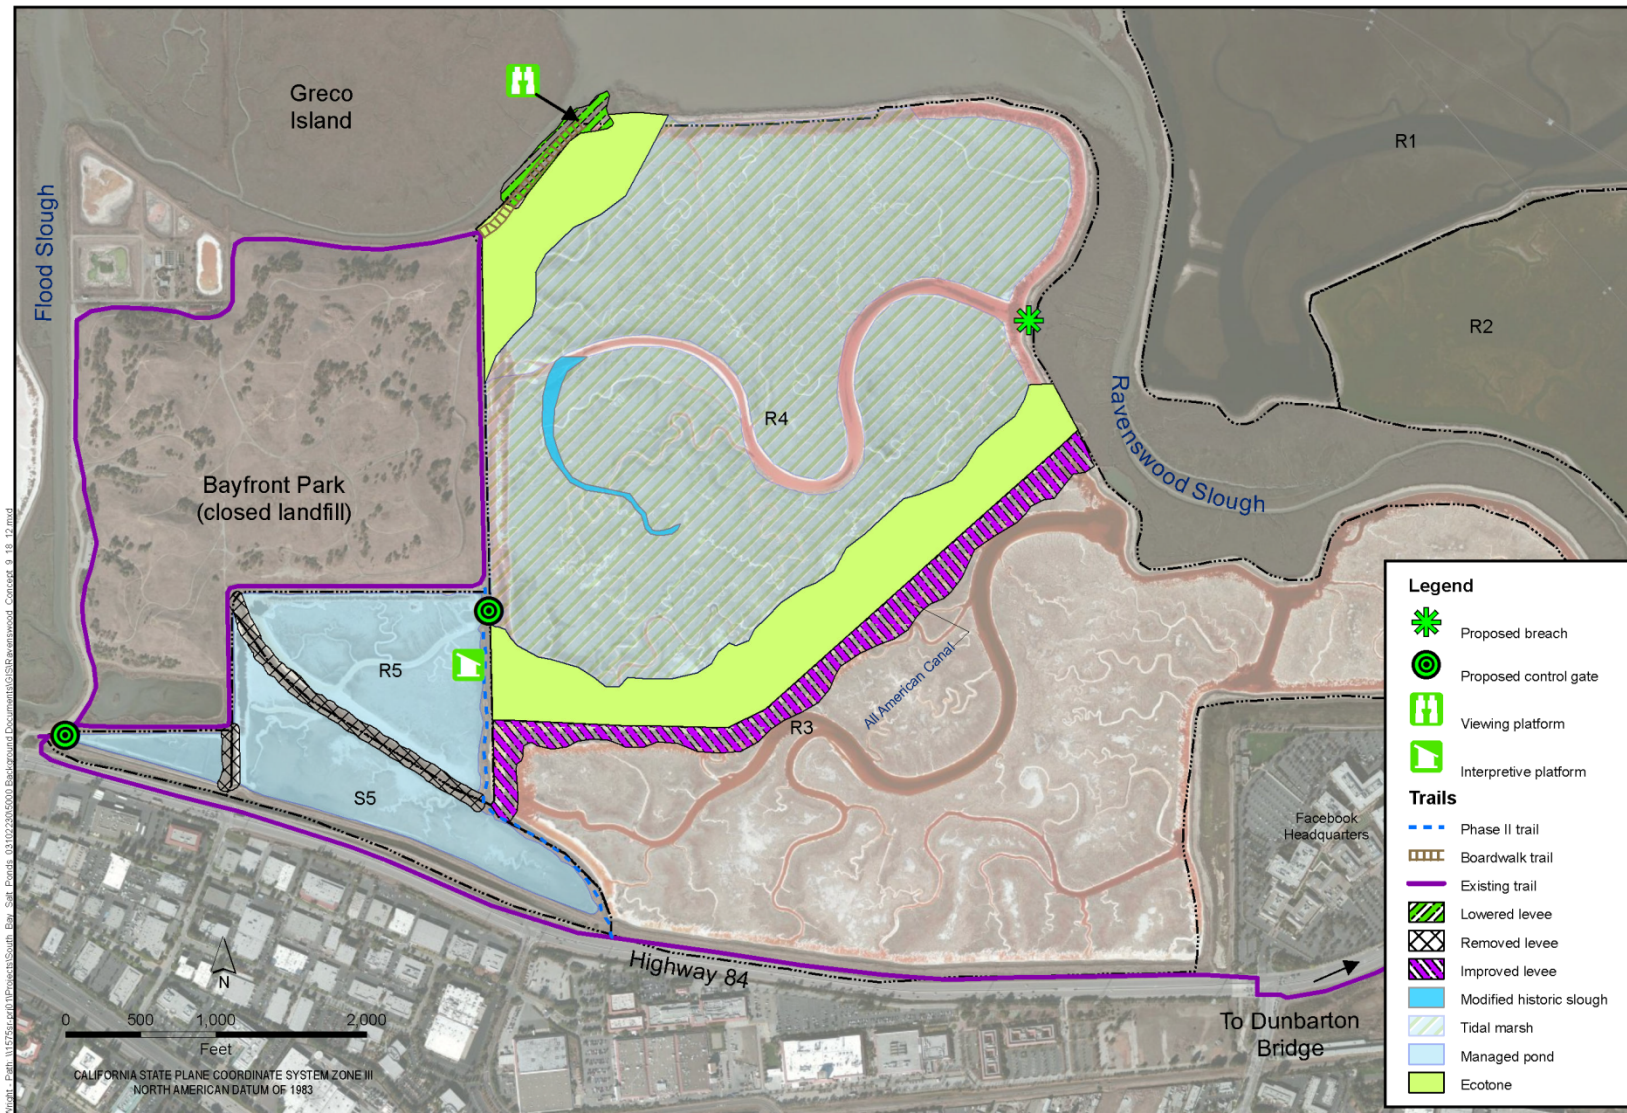 Greco
Island
Flood Slough
R1
R2
R4
Ravenswood Slough
Bayfront Park
(closed landfill)
R5
S5
R3
All American Canal
Facebook
Headquarters
Highway 84
To Dunbarton
Bridge
N
0 500 1,000 2,000
Feet
CALIFORNIA STATE PLANE COORDINATE SYSTEM ZONE III
NORTH AMERICAN DATUM OF 1983
Legend
Proposed breach
Proposed control gate
Viewing platform
Interpretive platform
Trails
Phase II trail
Boardwalk trail
Existing trail
Lowered levee
Removed levee
Improved levee
Modified historic slough
Tidal marsh
Managed pond
Ecotone